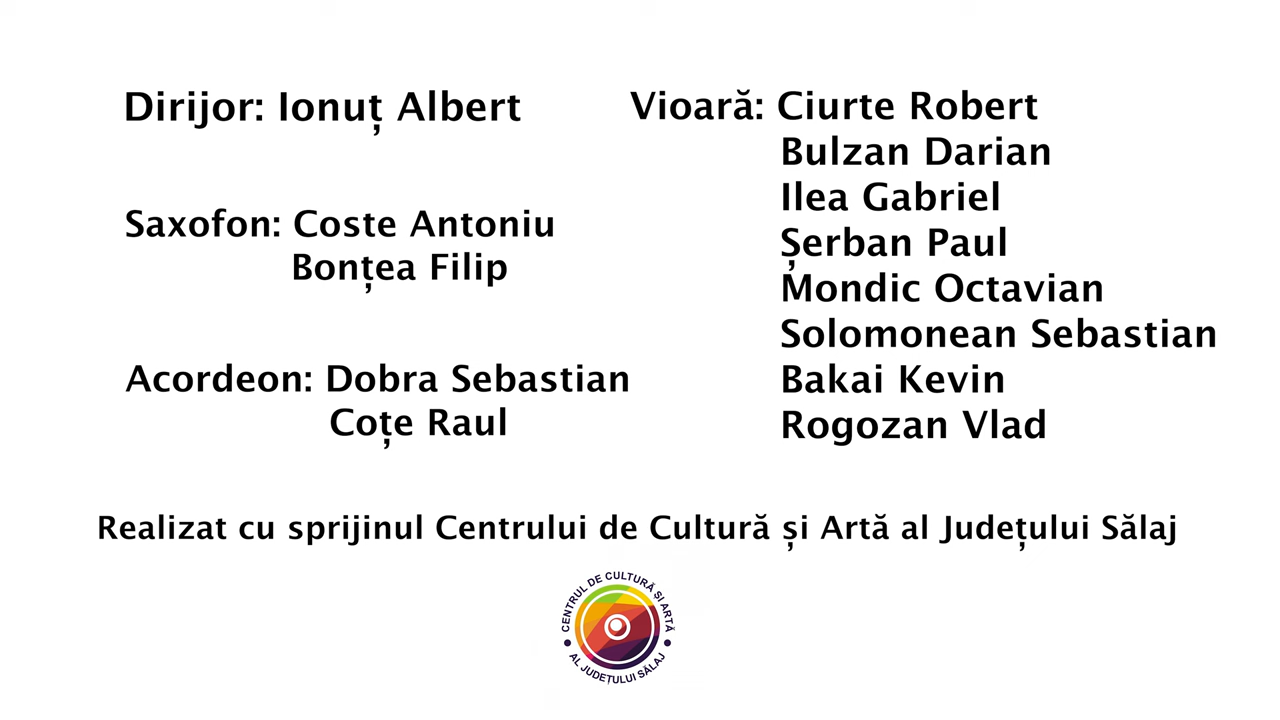 Dirijor: Ionuț Albert
Saxofon: Coste Antoniu
Bonțea Filip
Acordeon: Dobra Sebastian
Coțe Raul
Vioară: Ciurte Robert
Bulzan Darian
Ilea Gabriel
Șerban Paul
Mondic Octavian
Solomonean Sebastian
Bakai Kevin
Rogozan Vlad
Realizat cu sprijinul Centrului de Cultură și Artă al Județului Sălaj
CENTRUL DE CULTURĂ ȘI ARTĂ
AL JUDEȚULUI SĂLAJ